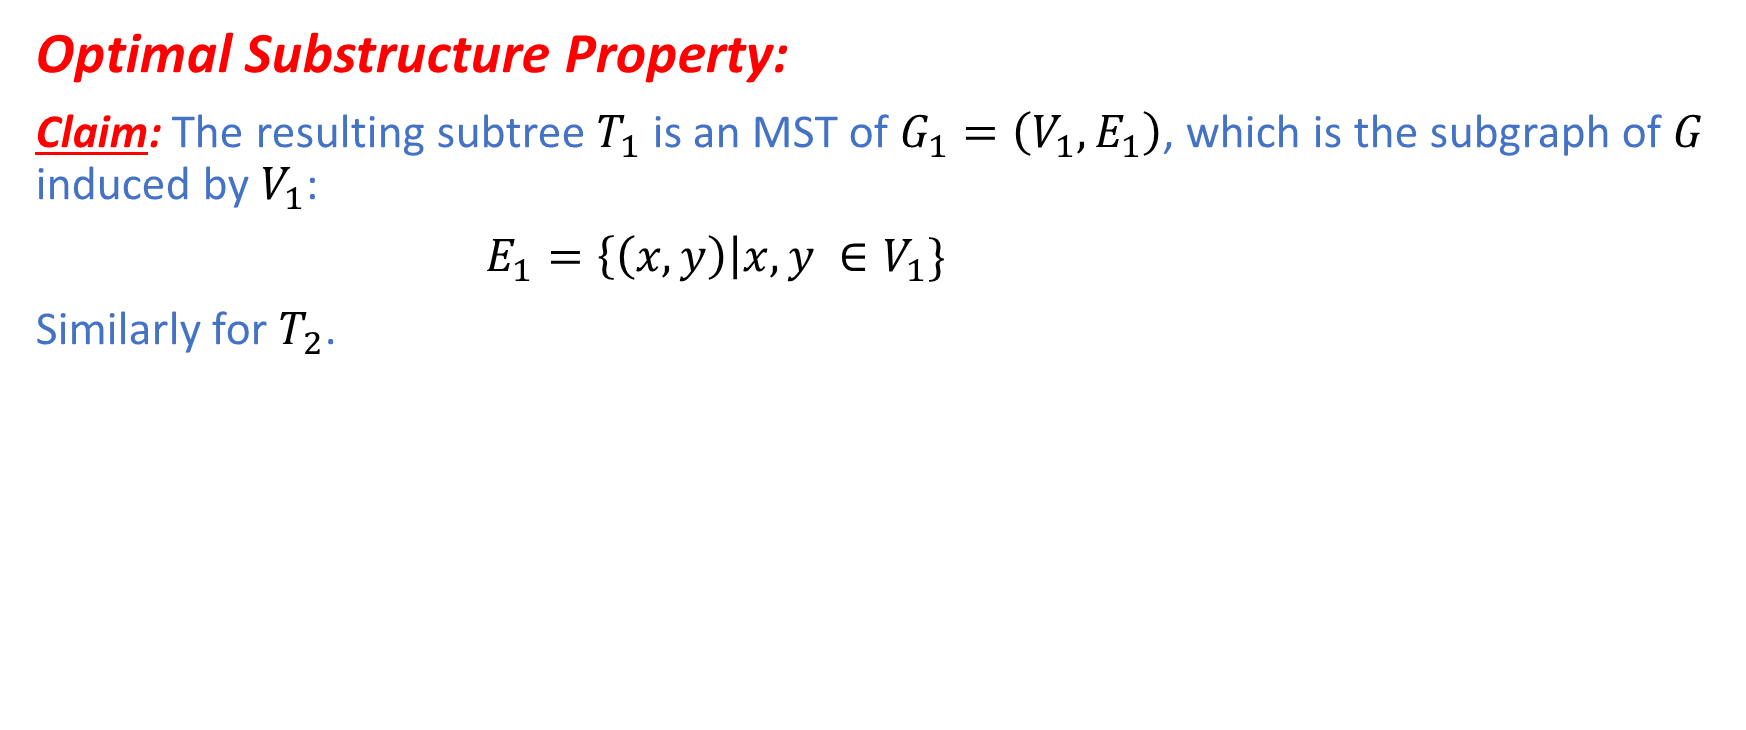 Optimal Substructure Property:
Claim: The resulting subtree T₁ is an MST of G₁ = (V₁, E₁), which is the subgraph of G
induced by V₁:
E₁ = {(x, y)|x, y ∈ V₁}
Similarly for T₂.